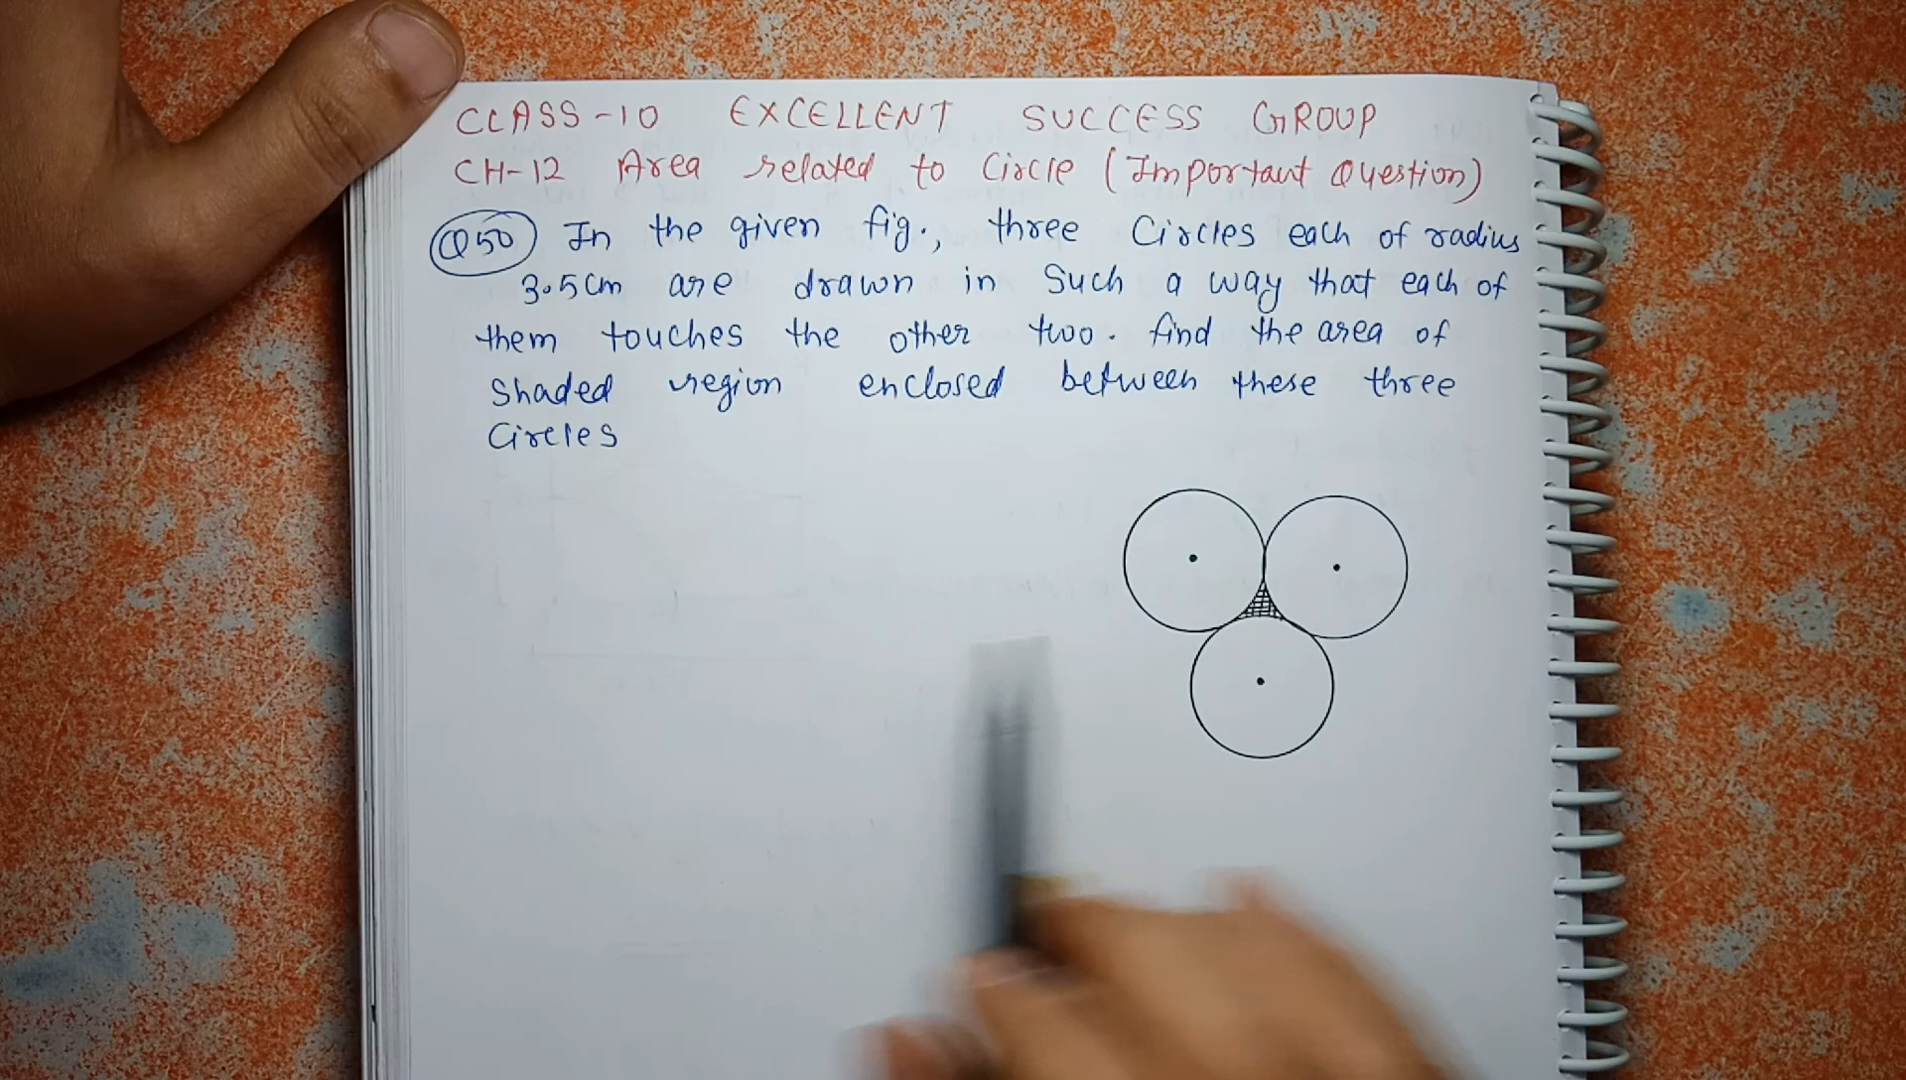 CLASS-10 EXCELLENT SUCCESS GROUP
CH-12 Area related to Circle (Important Question)
Q50 In the given fig., three Circles each of radius
3.5cm are drawn in Such a way that each of
them touches the other two. find the area of
Shaded region enclosed between these three
Circles